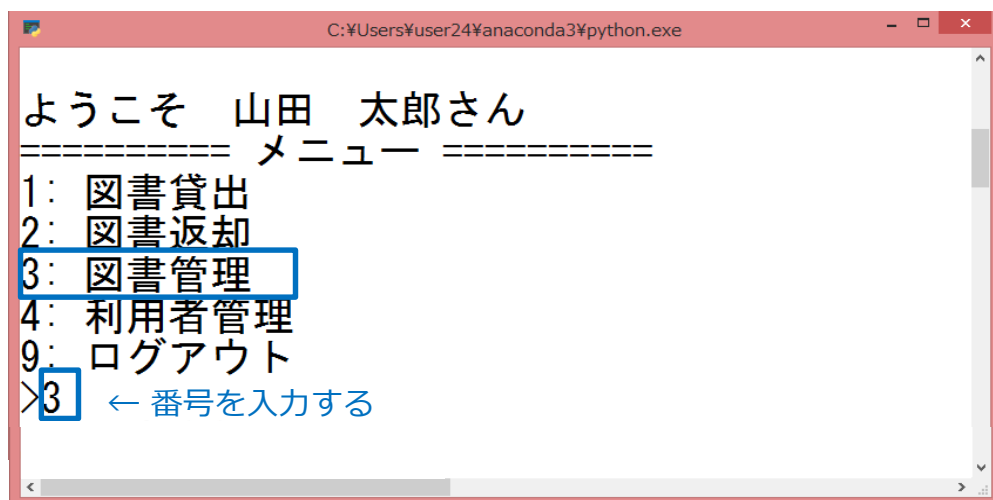 C:¥Users¥user24¥anaconda3¥python.exe
ようこそ　山田　太郎さん
========== メニュー ==========
1: 図書貸出
2: 図書返却
3: 図書管理
4: 利用者管理
9: ログアウト
>3 ← 番号を入力する